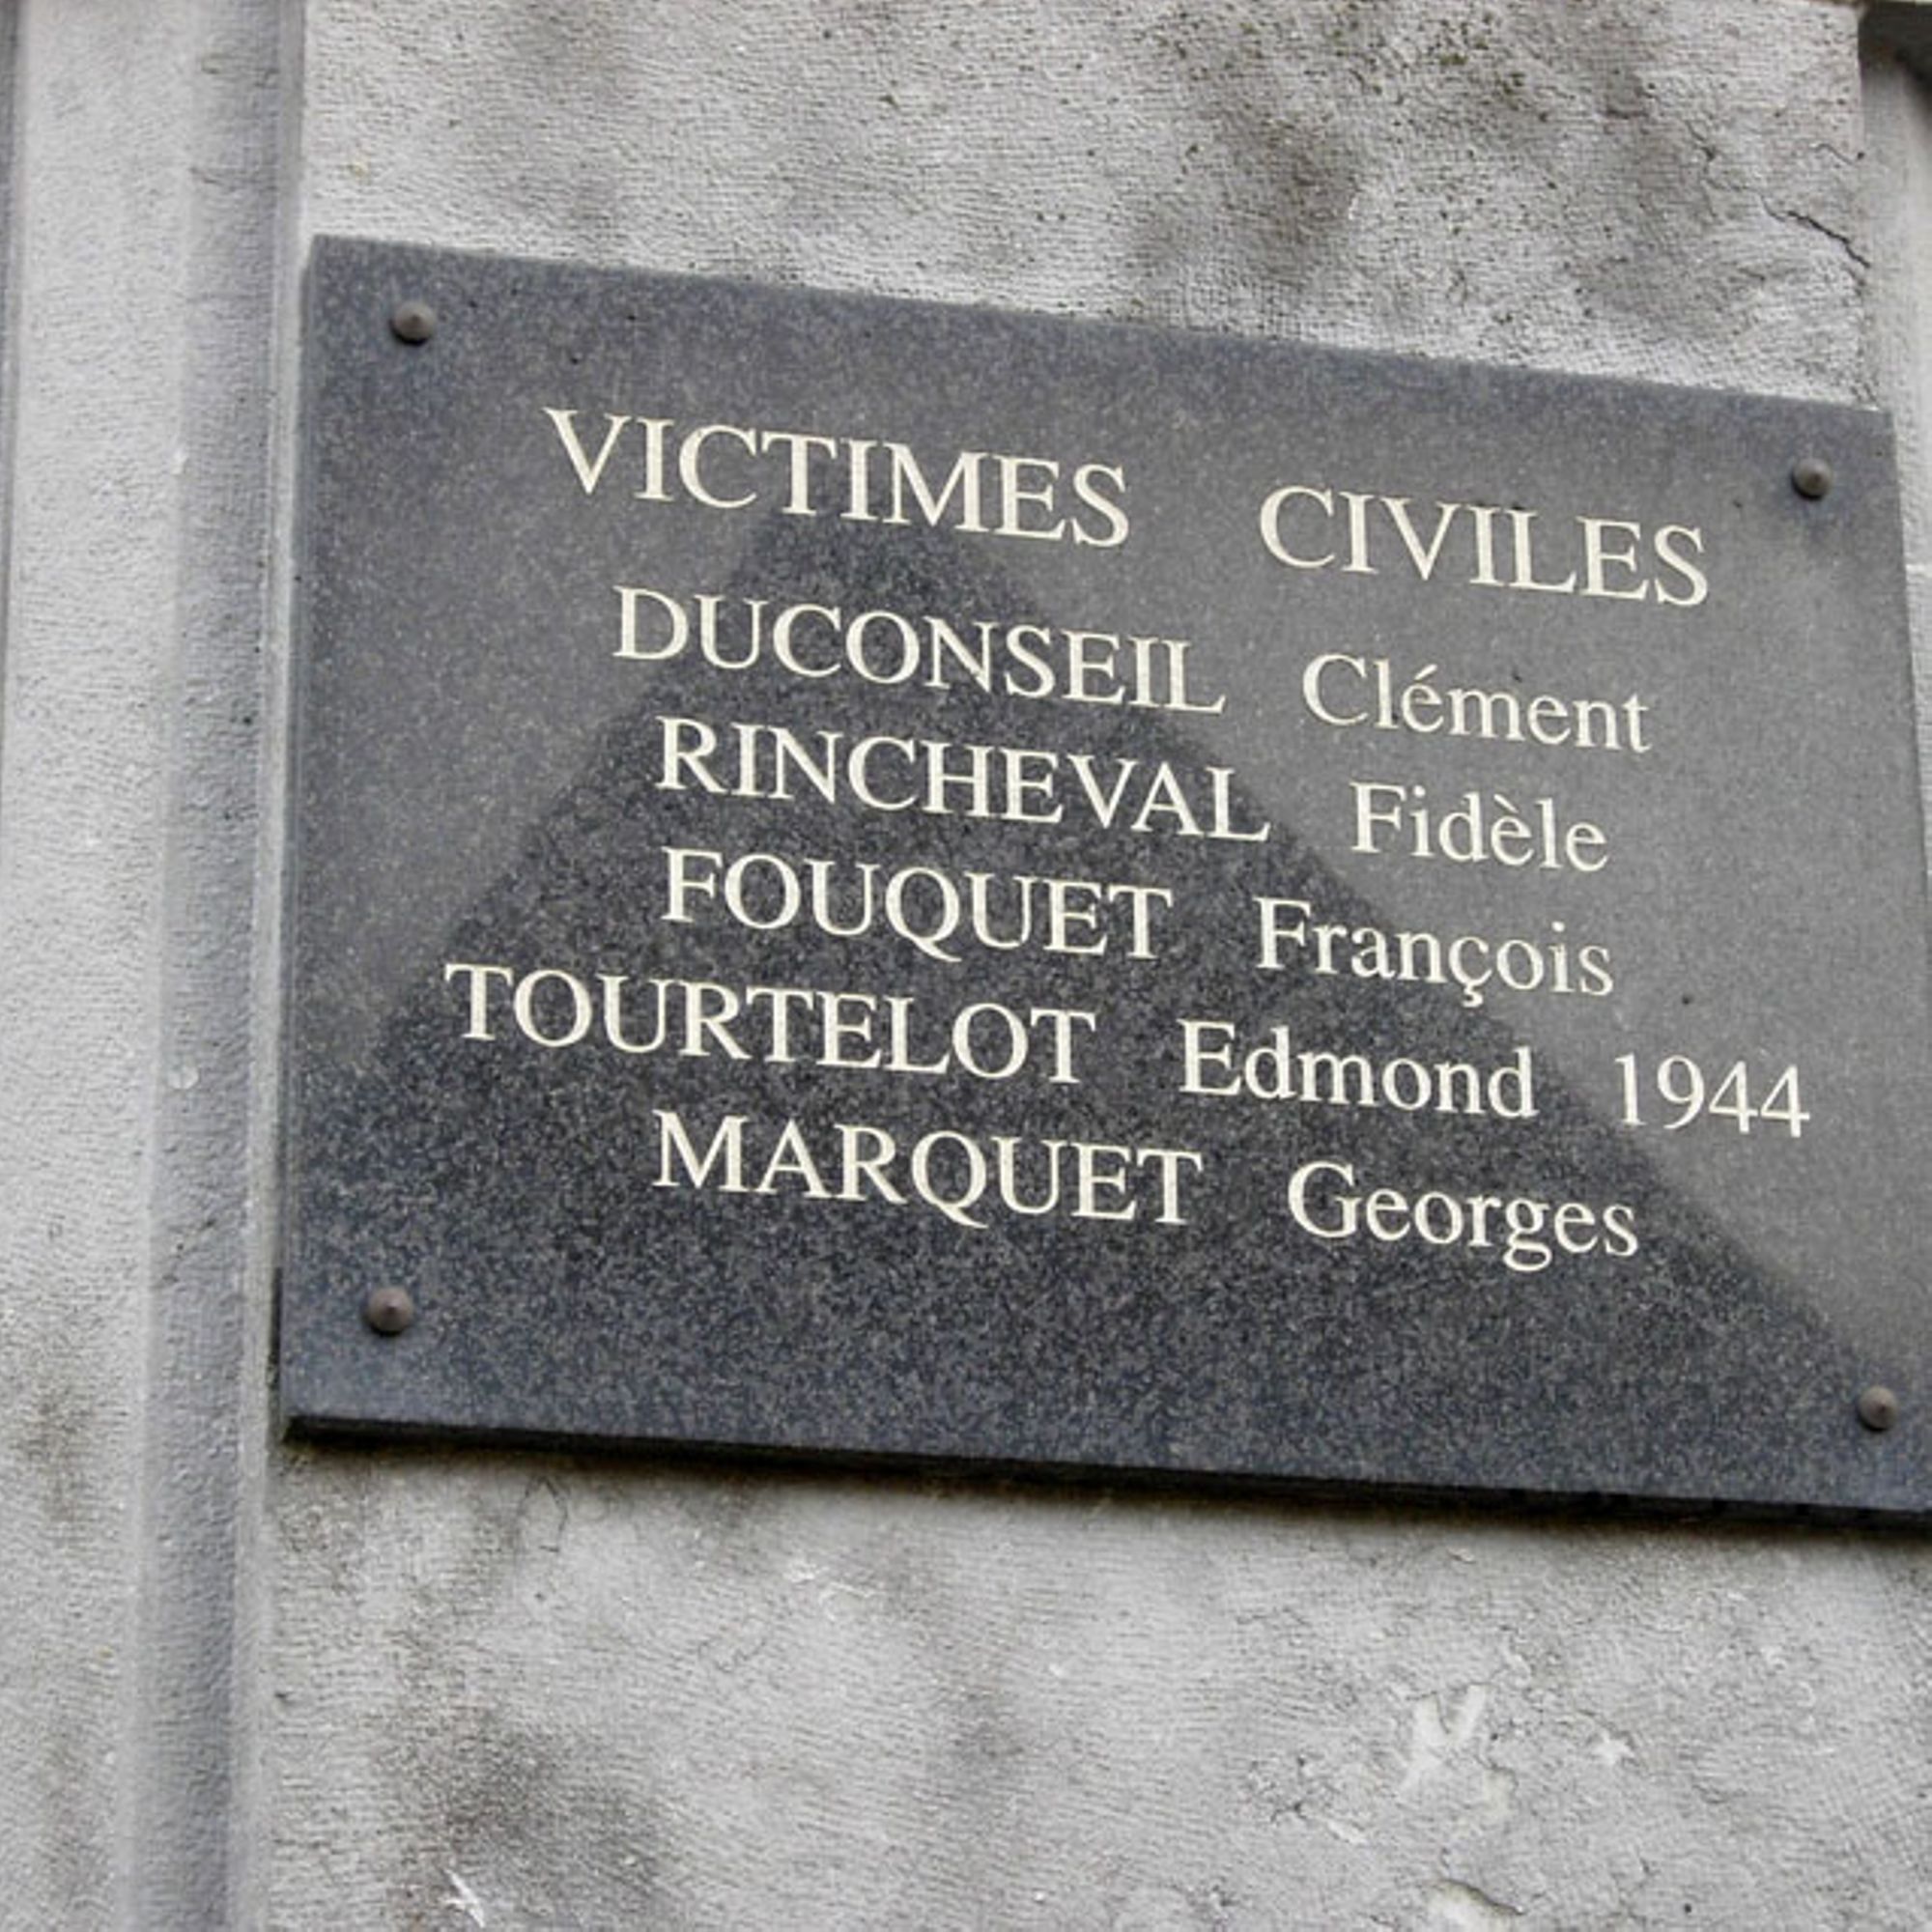 VICTIMES CIVILES
DUCONSEIL Clément
RINCHEVAL Fidèle
FOUQUET François
TOURTELOT Edmond 1944
MARQUET Georges